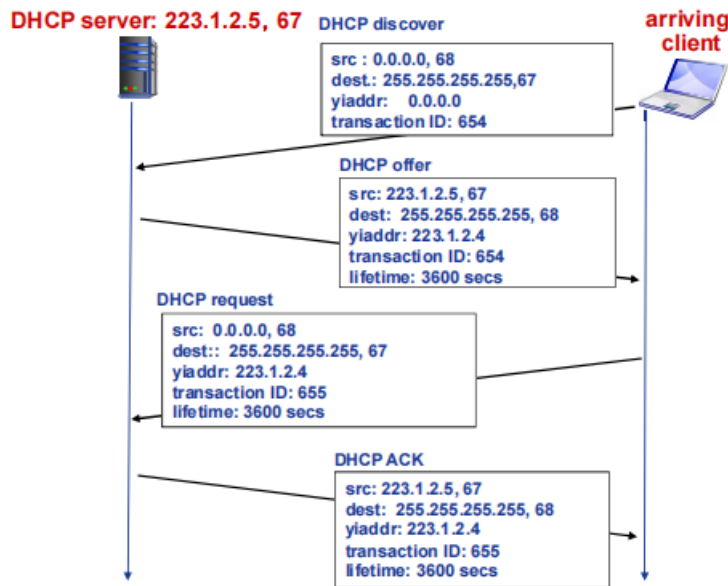 DHCP server: 223.1.2.5, 67
DHCP discover
arriving
client
src : 0.0.0.0, 68
dest.: 255.255.255.255,67
yiaddr: 0.0.0.0
transaction ID: 654
DHCP offer
src: 223.1.2.5, 67
dest: 255.255.255.255, 68
yiaddr: 223.1.2.4
transaction ID: 654
lifetime: 3600 secs
DHCP request
src: 0.0.0.0, 68
dest:: 255.255.255.255, 67
yiaddr: 223.1.2.4
transaction ID: 655
lifetime: 3600 secs
DHCP ACK
src: 223.1.2.5, 67
dest: 255.255.255.255, 68
yiaddr: 223.1.2.4
transaction ID: 655
lifetime: 3600 secs